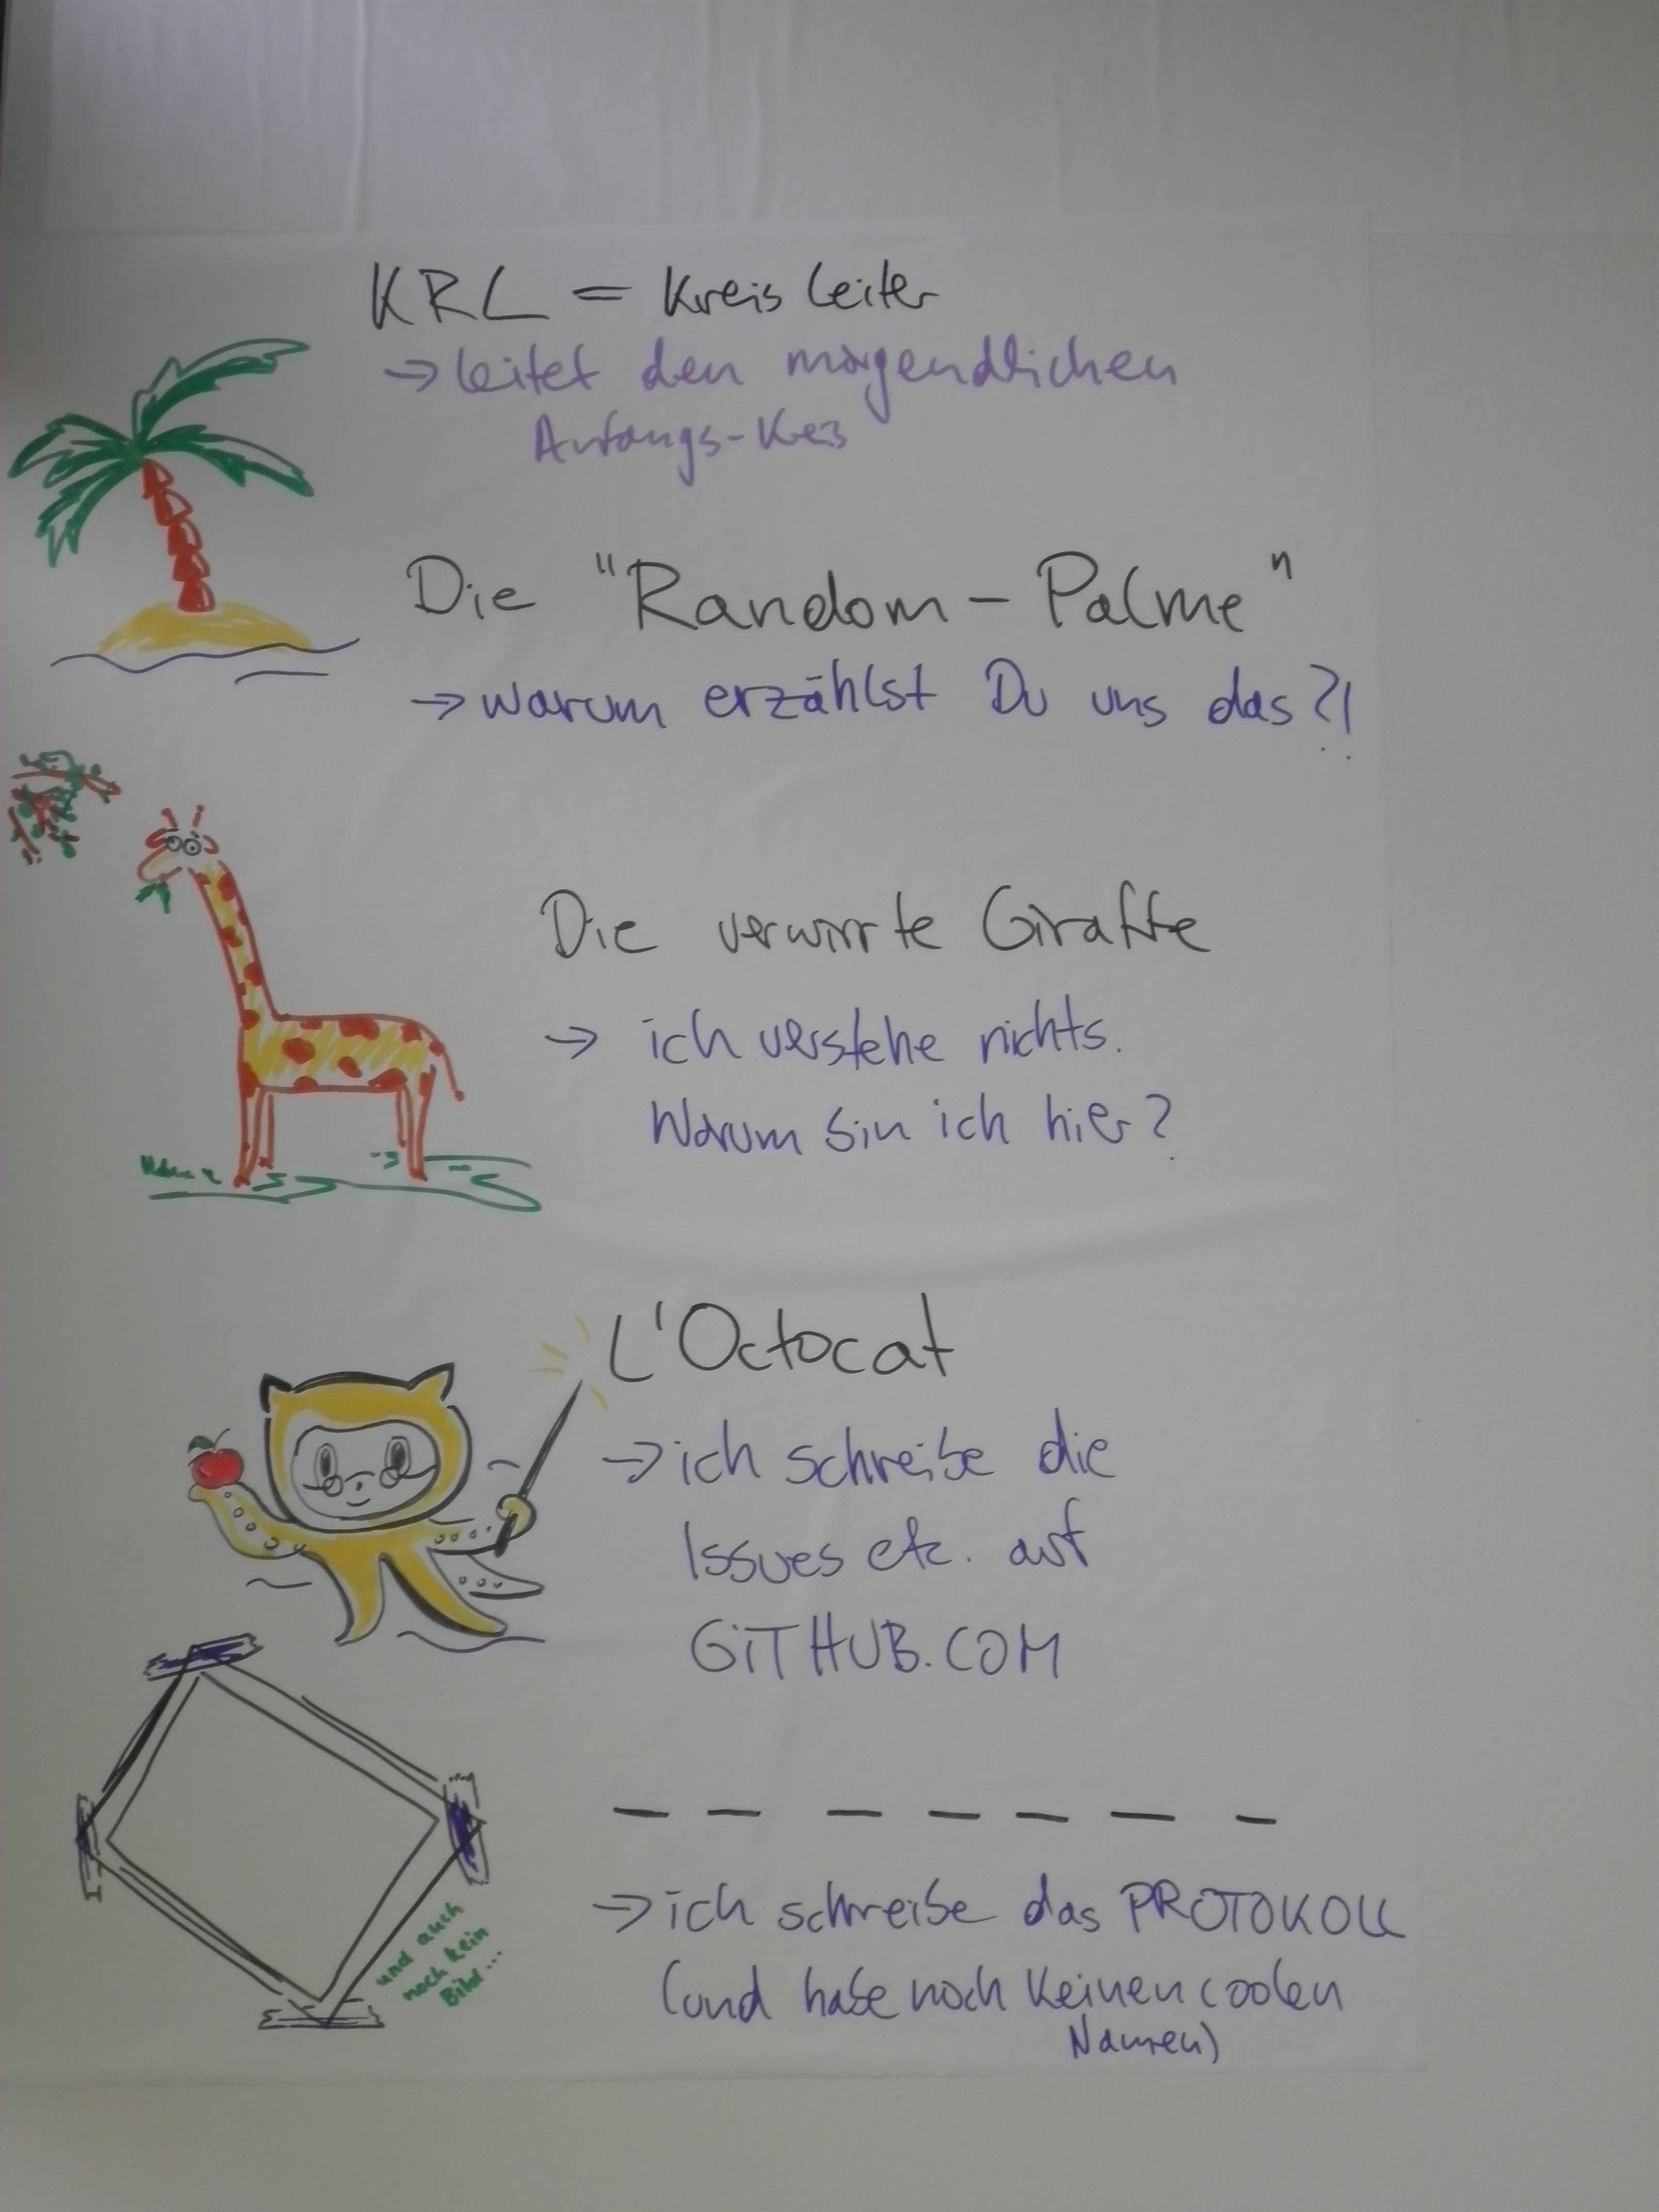 KRL = Kreisleiter
→ leitet den morgendlichen
Anfangs-Kreis
Die "Random-Palme"
→ warum erzählst Du uns das?!
Die verwirrte Giraffe
→ ich verstehe nichts.
Warum bin ich hier?
L'Octocat
→ ich schreibe die
Issues etc. auf
GiTHUB.COM
_ _ _ _ _ _ _
→ ich schreibe das PROTOKOLL
(und habe noch keinen coolen
Namen)
und auch
noch kein
Bild...